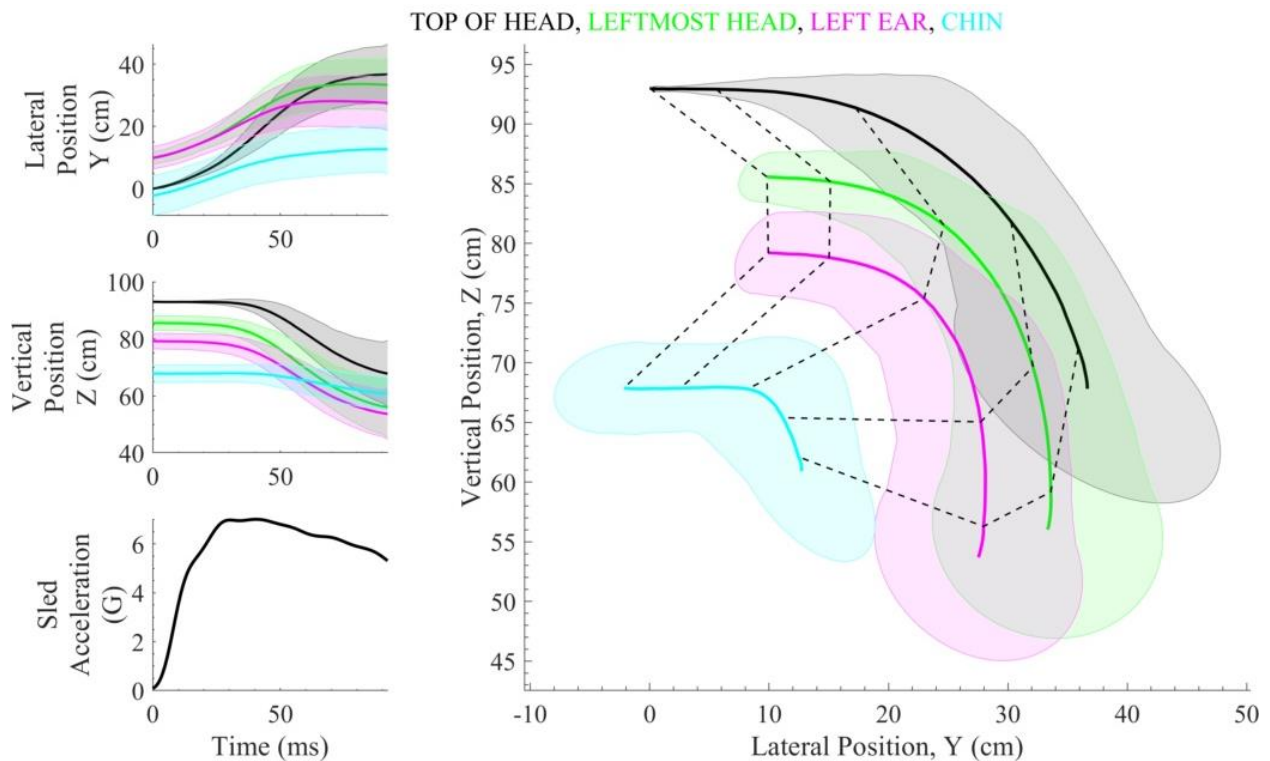 TOP OF HEAD, LEFTMOST HEAD, LEFT EAR, CHIN
Lateral
Position
Y (cm)
40
20
0
0
50
Vertical
Position
Z (cm)
100
80
60
40
0
50
Sled
Acceleration
(G)
6
4
2
0
0
50
Time (ms)
Vertical Position, Z (cm)
95
90
85
80
75
70
65
60
55
50
45
-10
0
10
20
30
40
50
Lateral Position, Y (cm)